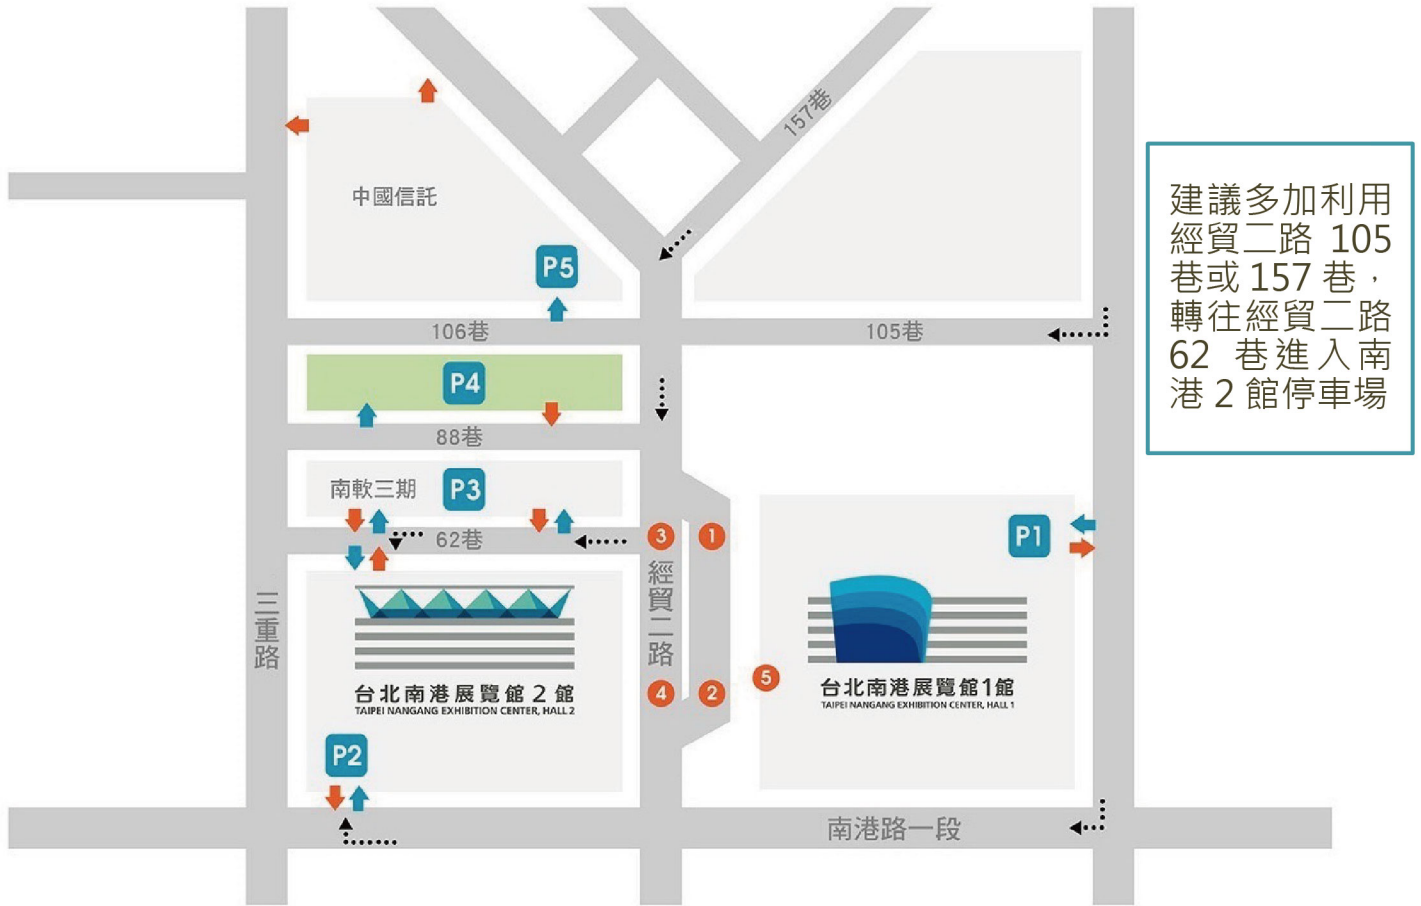 157巷
中國信託
P5
106巷
105巷
P4
88巷
南軟三期
P3
62巷
3
1
P1
經貿二路
三重路
4
2
5
台北南港展覽館2館
TAIPEI NANGANG EXHIBITION CENTER, HALL 2
台北南港展覽館1館
TAIPEI NANGANG EXHIBITION CENTER, HALL 1
P2
南港路一段
建議多加利用
經貿二路 105
巷或 157 巷，
轉往經貿二路
62 巷進入南
港 2 館停車場